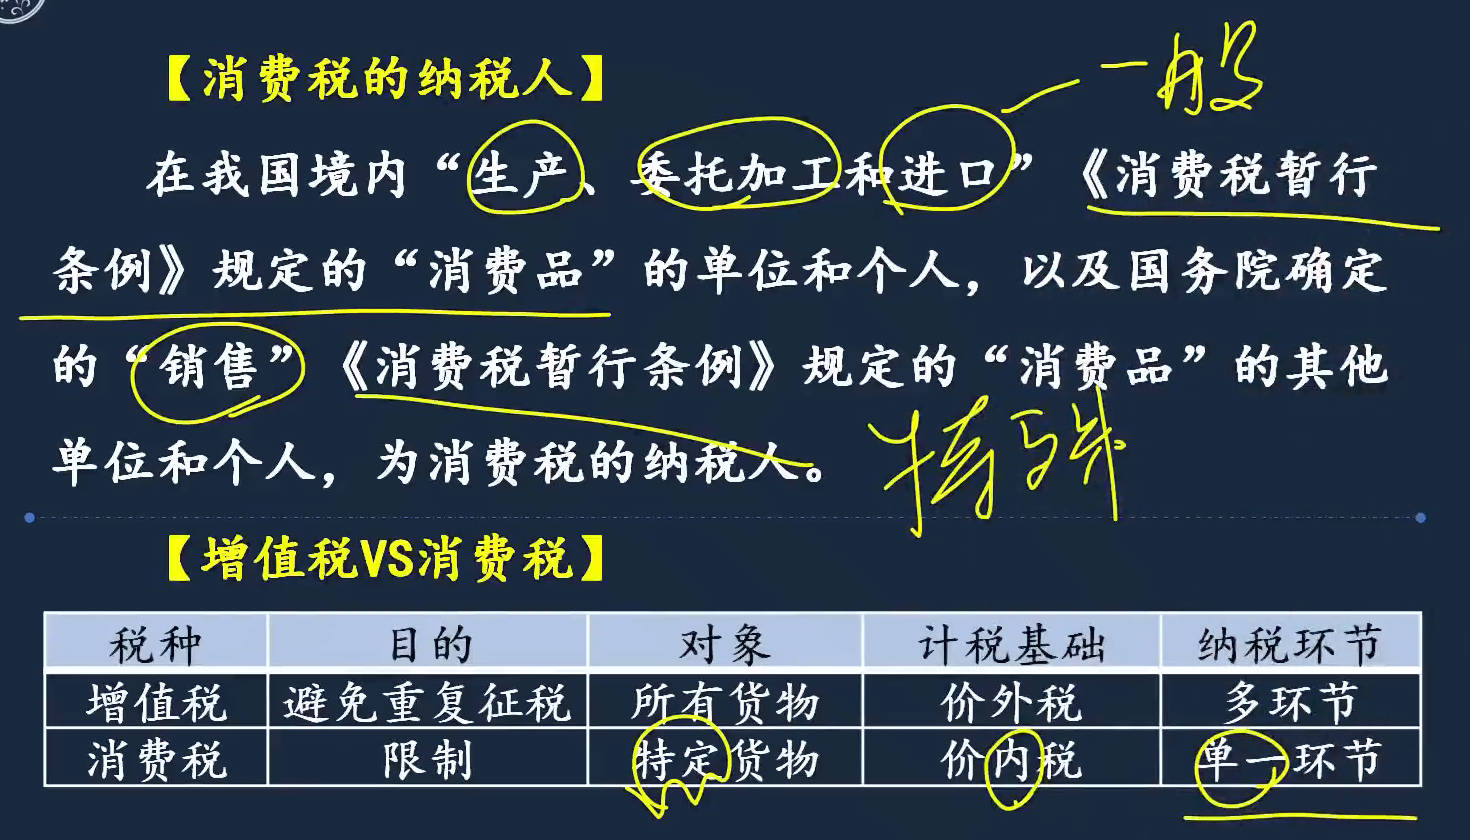 【消费税的纳税人】
一般
在我国境内“生产、委托加工和进口”《消费税暂行
条例》规定的“消费品”的单位和个人，以及国务院确定
的“销售”《消费税暂行条例》规定的“消费品”的其他
单位和个人，为消费税的纳税人。
特殊
【增值税VS消费税】
税种 目的 对象 计税基础 纳税环节
增值税 避免重复征税 所有货物 价外税 多环节
消费税 限制 特定货物 价内税 单一环节